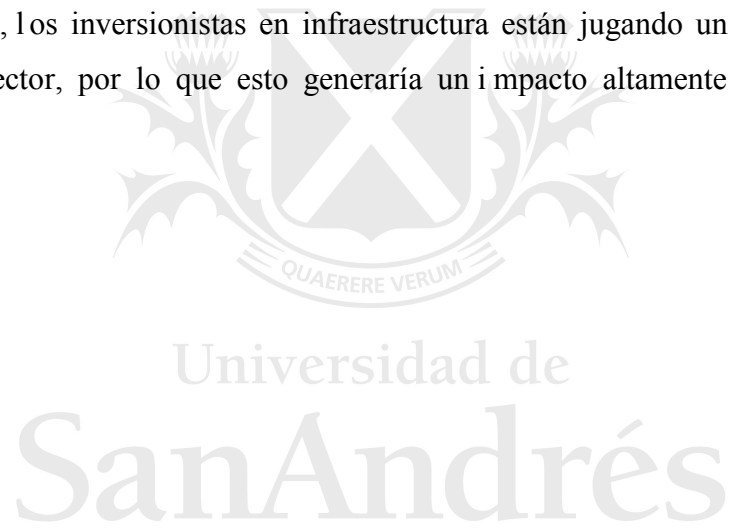 , los inversionistas en infraestructura están jugando un
ector, por lo que esto generaría un impacto altamente
QUAERERE VERUM
Universidad de
SanAndrés